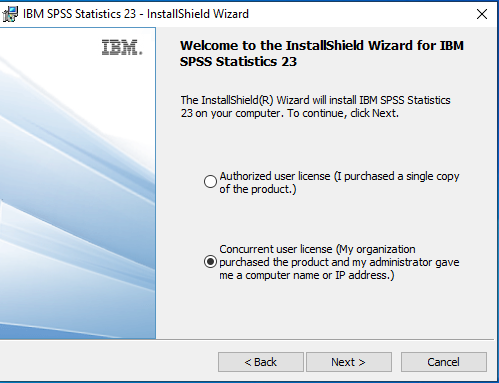 IBM SPSS Statistics 23 - InstallShield Wizard
IBM.
Welcome to the InstallShield Wizard for IBM
SPSS Statistics 23
The InstallShield(R) Wizard will install IBM SPSS Statistics
23 on your computer. To continue, click Next.
Authorized user license (I purchased a single copy
of the product.)
Concurrent user license (My organization
purchased the product and my administrator gave
me a computer name or IP address.)
< Back
Next >
Cancel